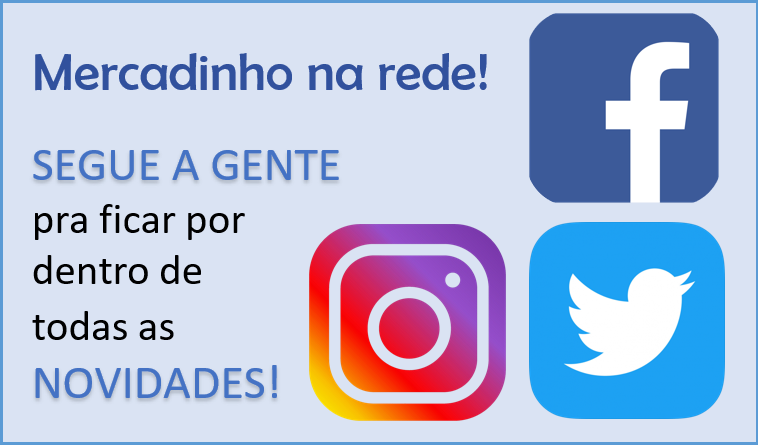 Mercadinho na rede!
SEGUE A GENTE
pra ficar por
dentro de
todas as
NOVIDADES!